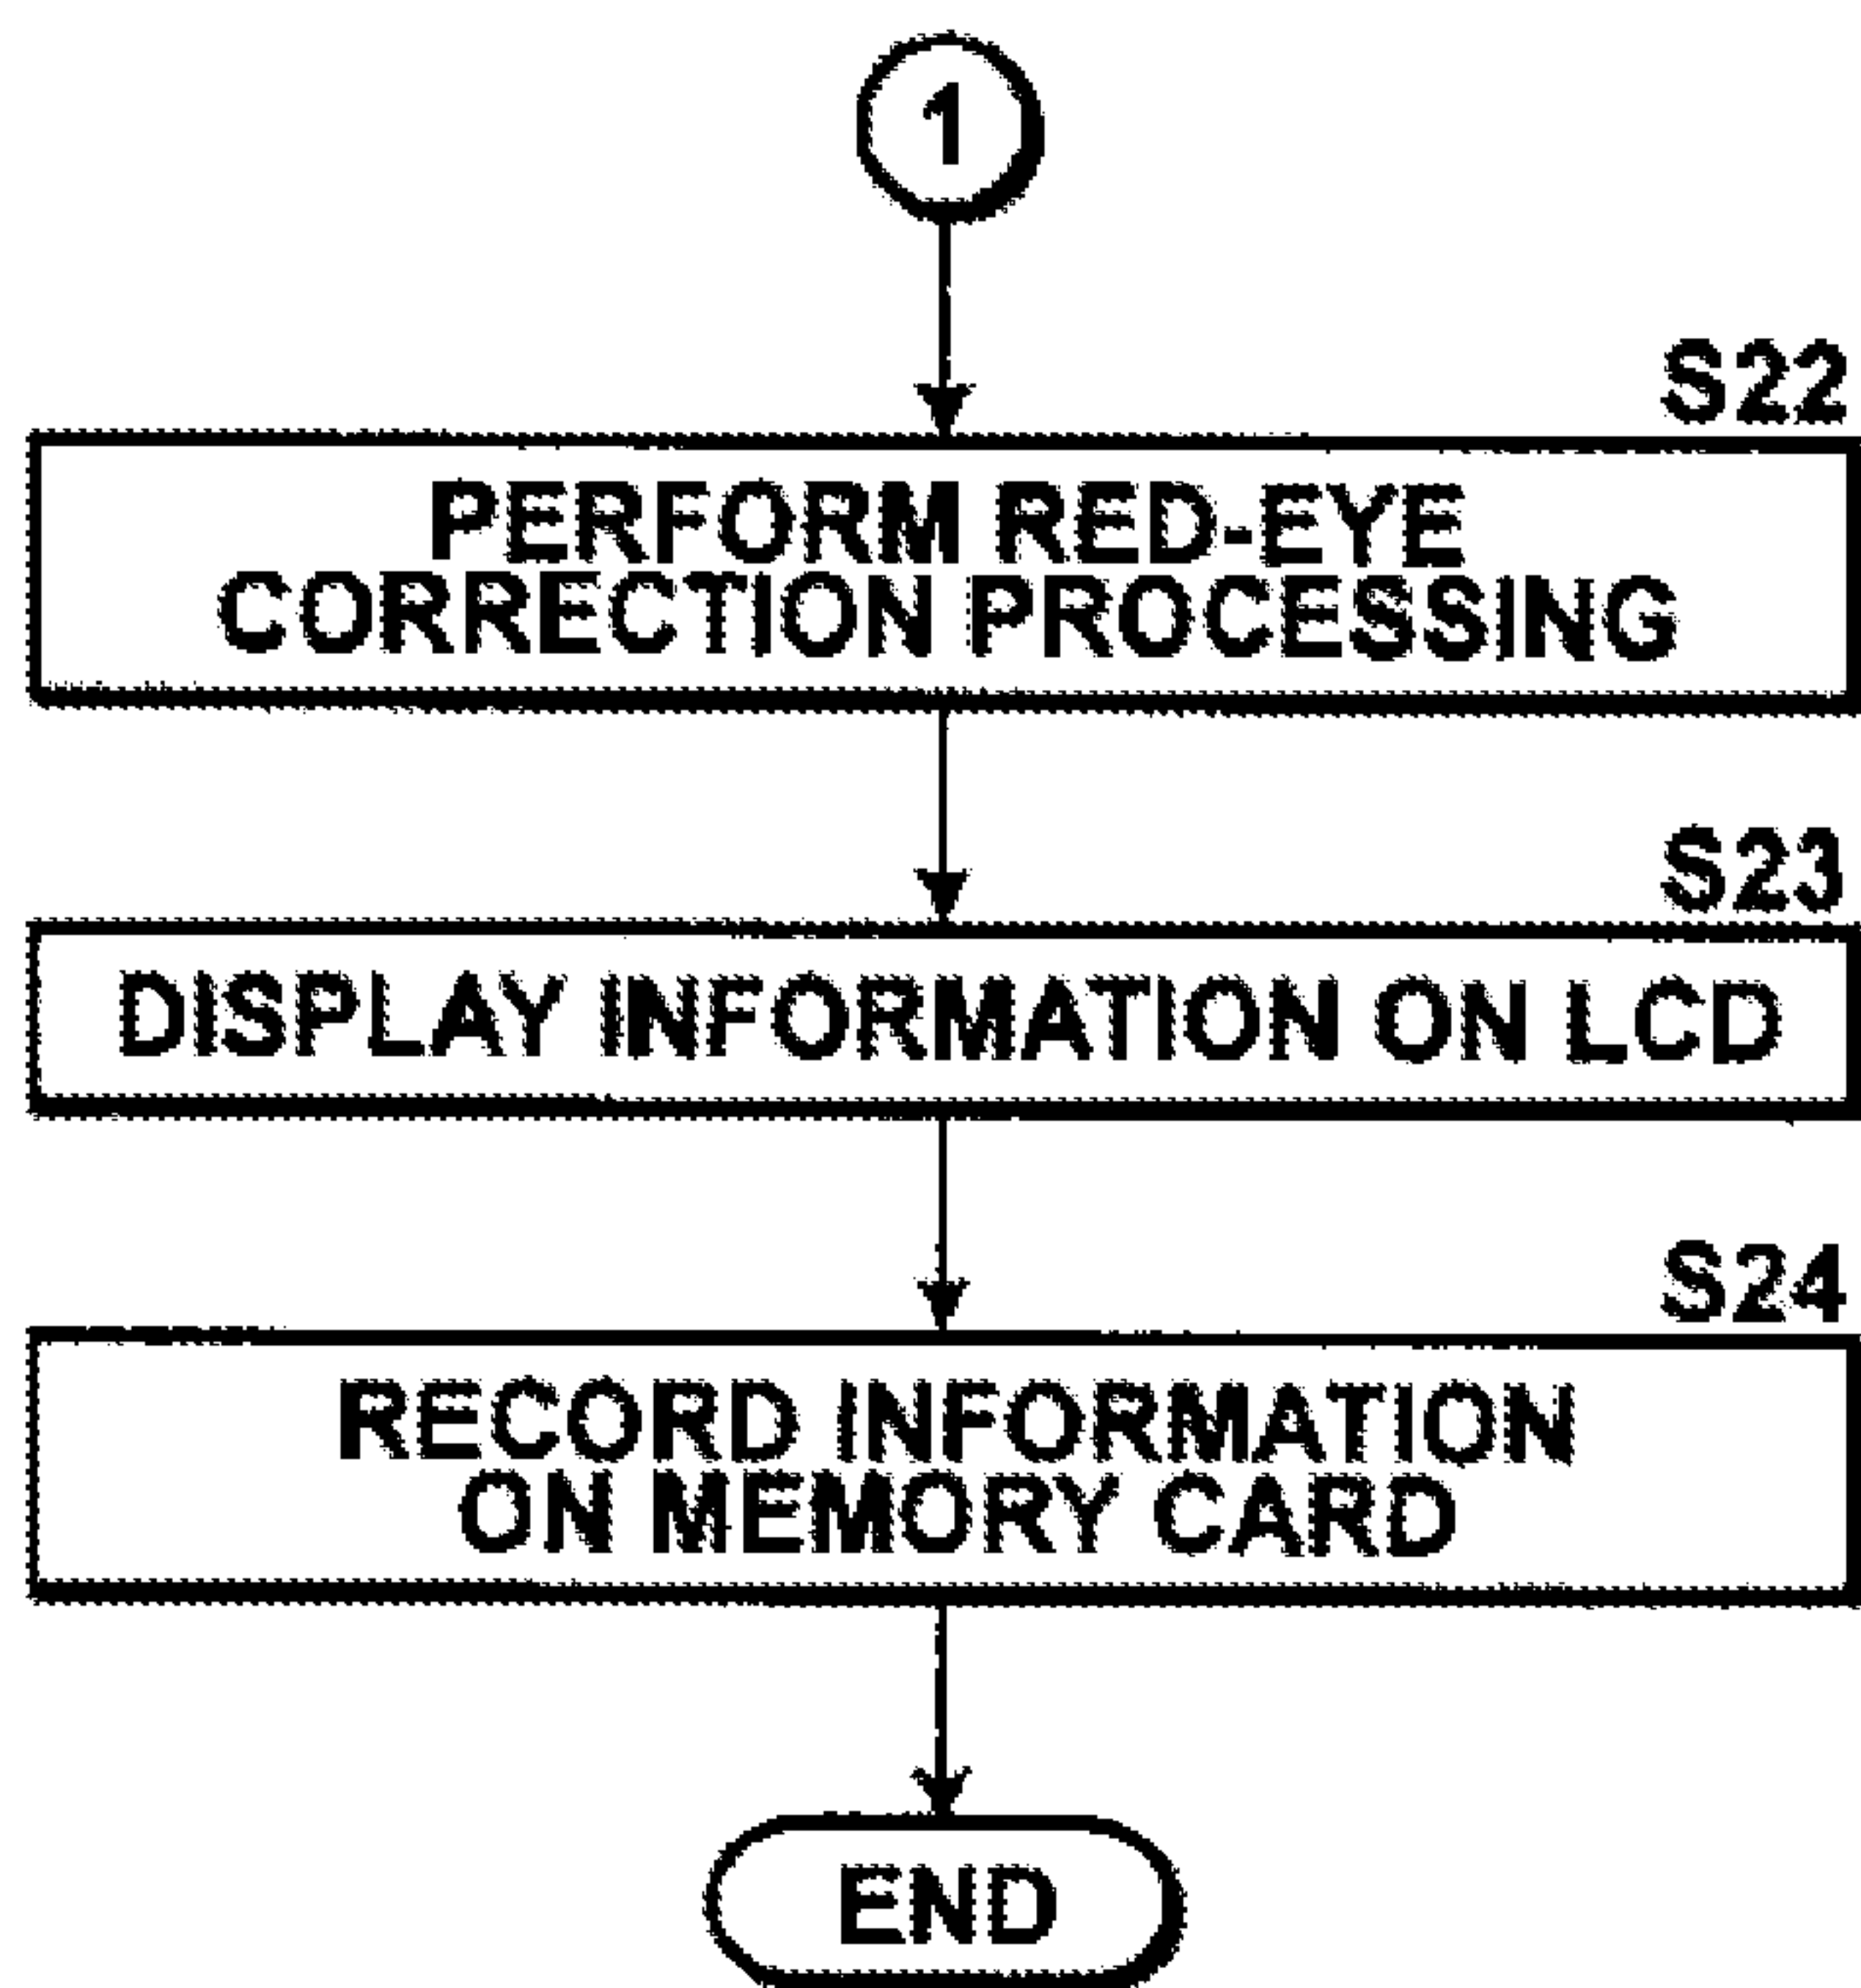 1
S22
PERFORM RED-EYE
CORRECTION PROCESSING
S23
DISPLAY INFORMATION ON LCD
S24
RECORD INFORMATION
ON MEMORY CARD
END